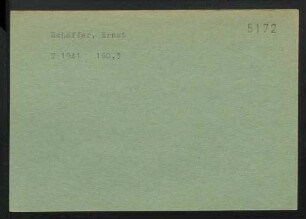 5172
Schäffer, Ernst
T 1941 160,3